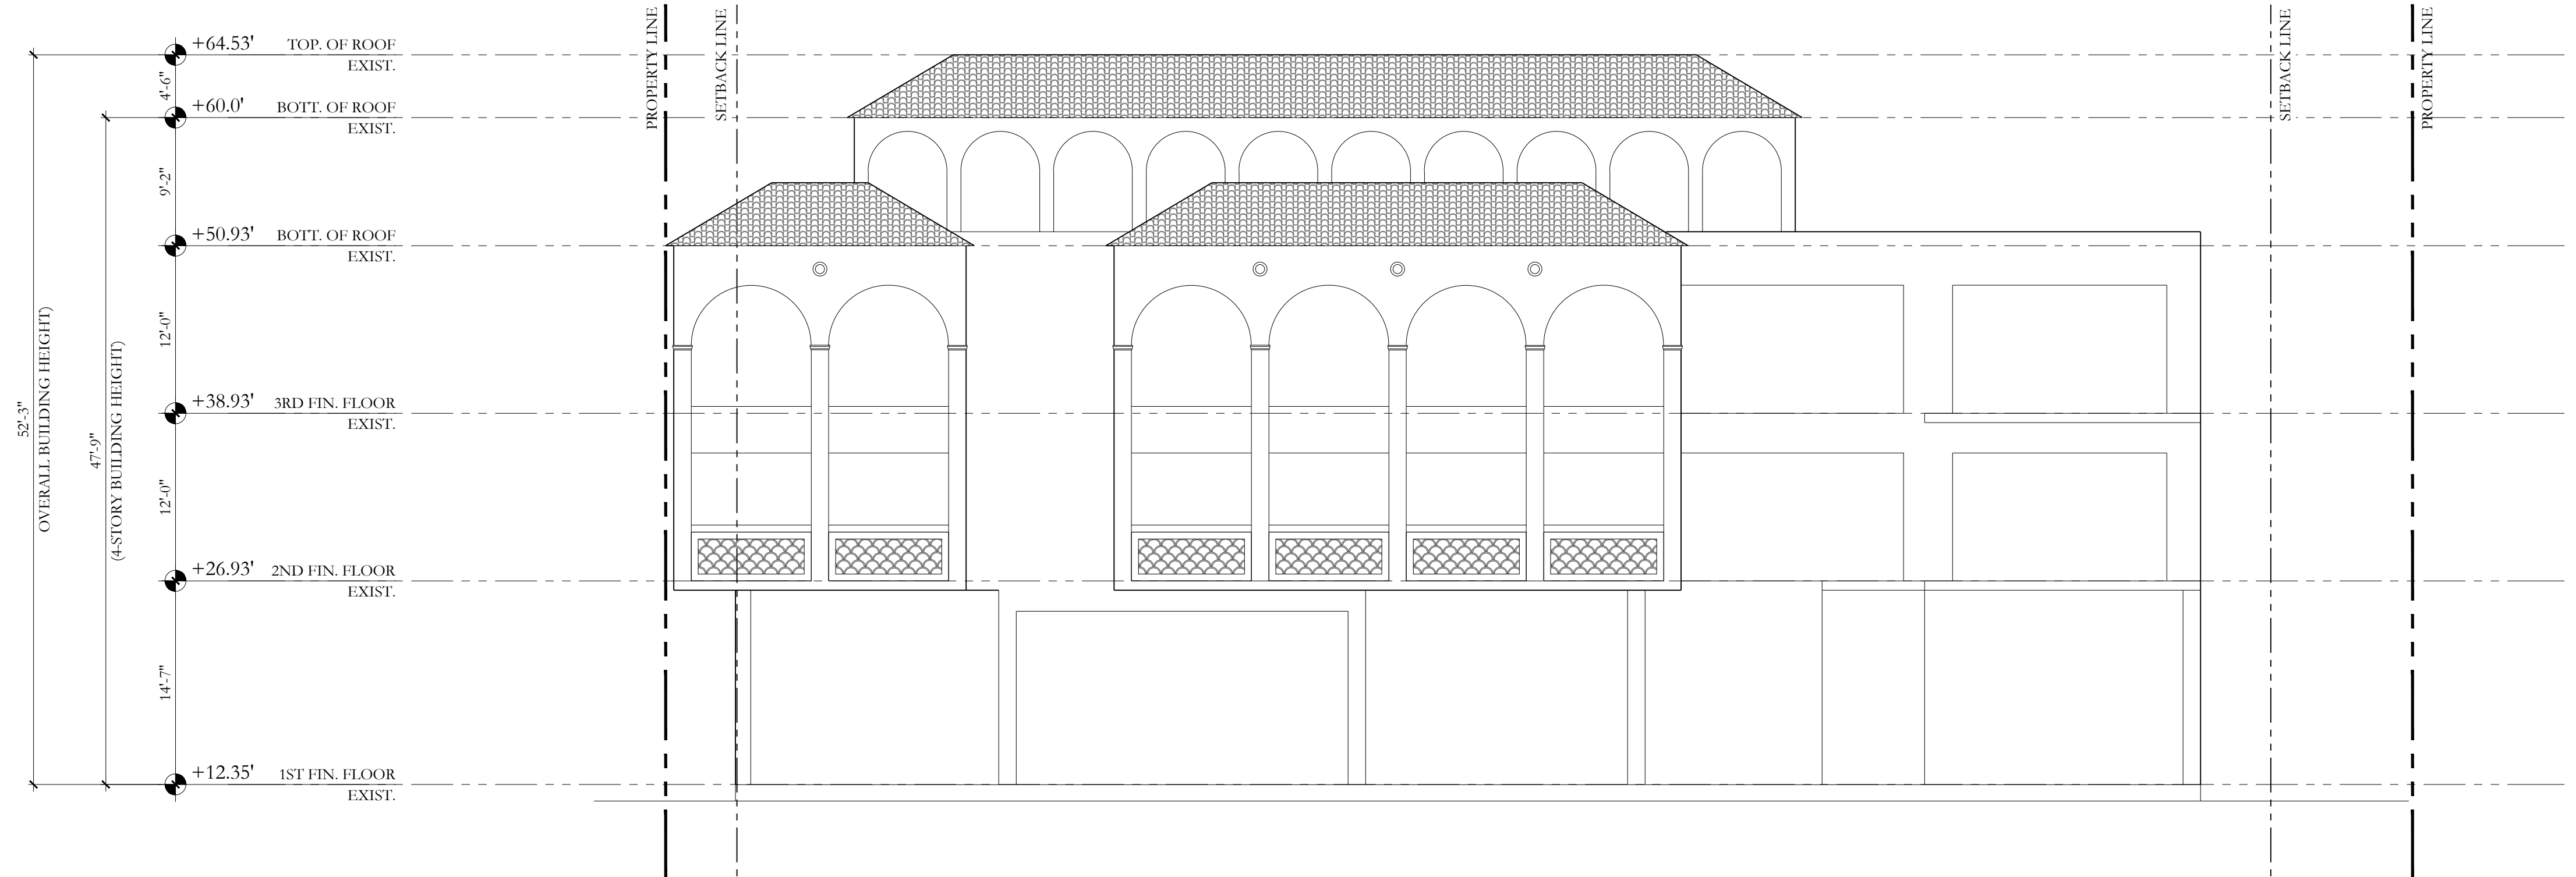 +64.53' TOP. OF ROOF
EXIST.
4'-6"
+60.0' BOTT. OF ROOF
EXIST.
9'-2"
+50.93' BOTT. OF ROOF
EXIST.
12'-0"
+38.93' 3RD FIN. FLOOR
EXIST.
12'-0"
+26.93' 2ND FIN. FLOOR
EXIST.
14'-7"
+12.35' 1ST FIN. FLOOR
EXIST.
52'-3"
OVERALL BUILDING HEIGHT)
47'-9"
(4-STORY BUILDING HEIGHT)
PROPERTY LINE
SETBACK LINE
SETBACK LINE
PROPERTY LINE